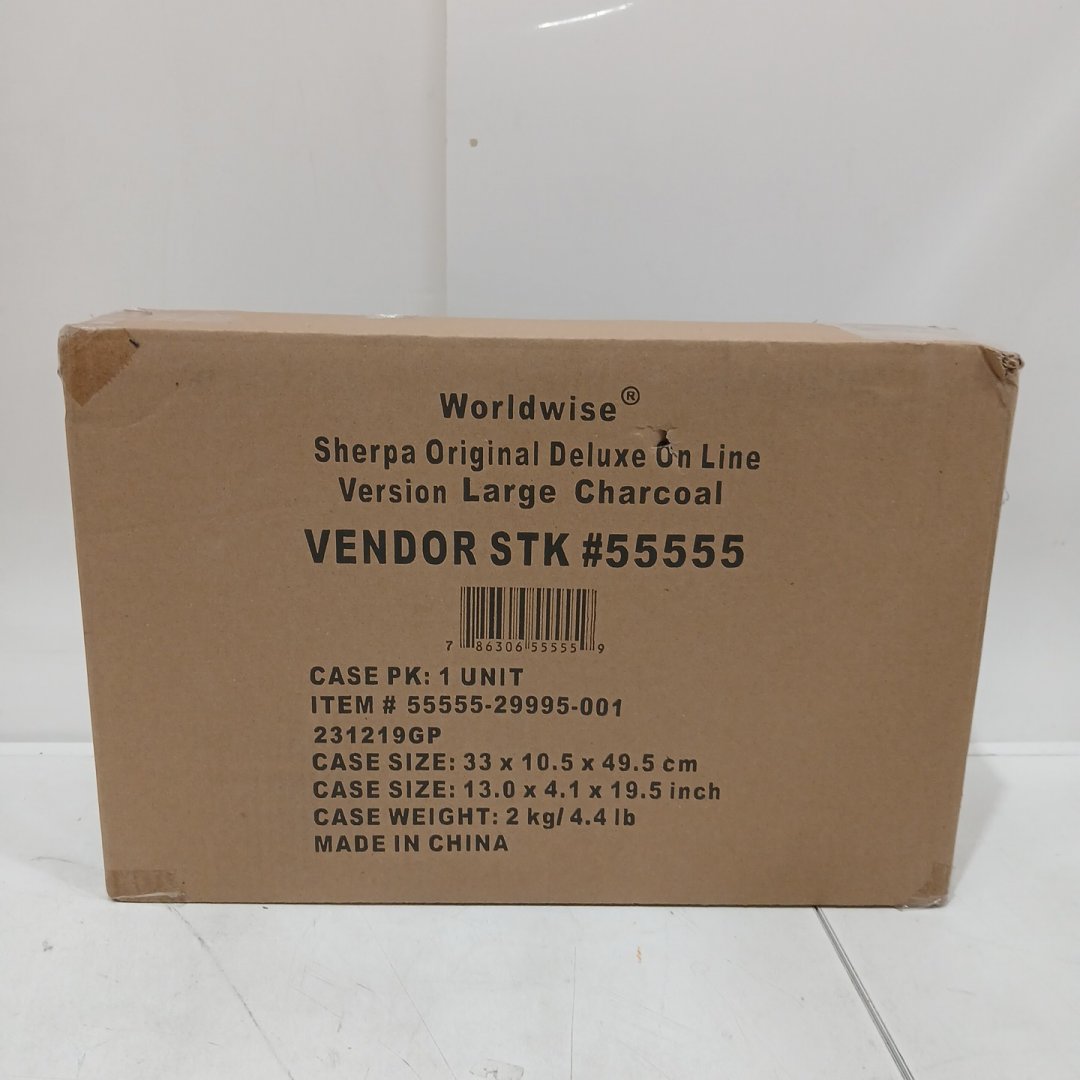 Worldwise®
Sherpa Original Deluxe On Line
Version Large Charcoal
VENDOR STK #55555
7 86306 55555 9
CASE PK: 1 UNIT
ITEM # 55555-29995-001
231219GP
CASE SIZE: 33 x 10.5 x 49.5 cm
CASE SIZE: 13.0 x 4.1 x 19.5 inch
CASE WEIGHT: 2 kg/ 4.4 lb
MADE IN CHINA